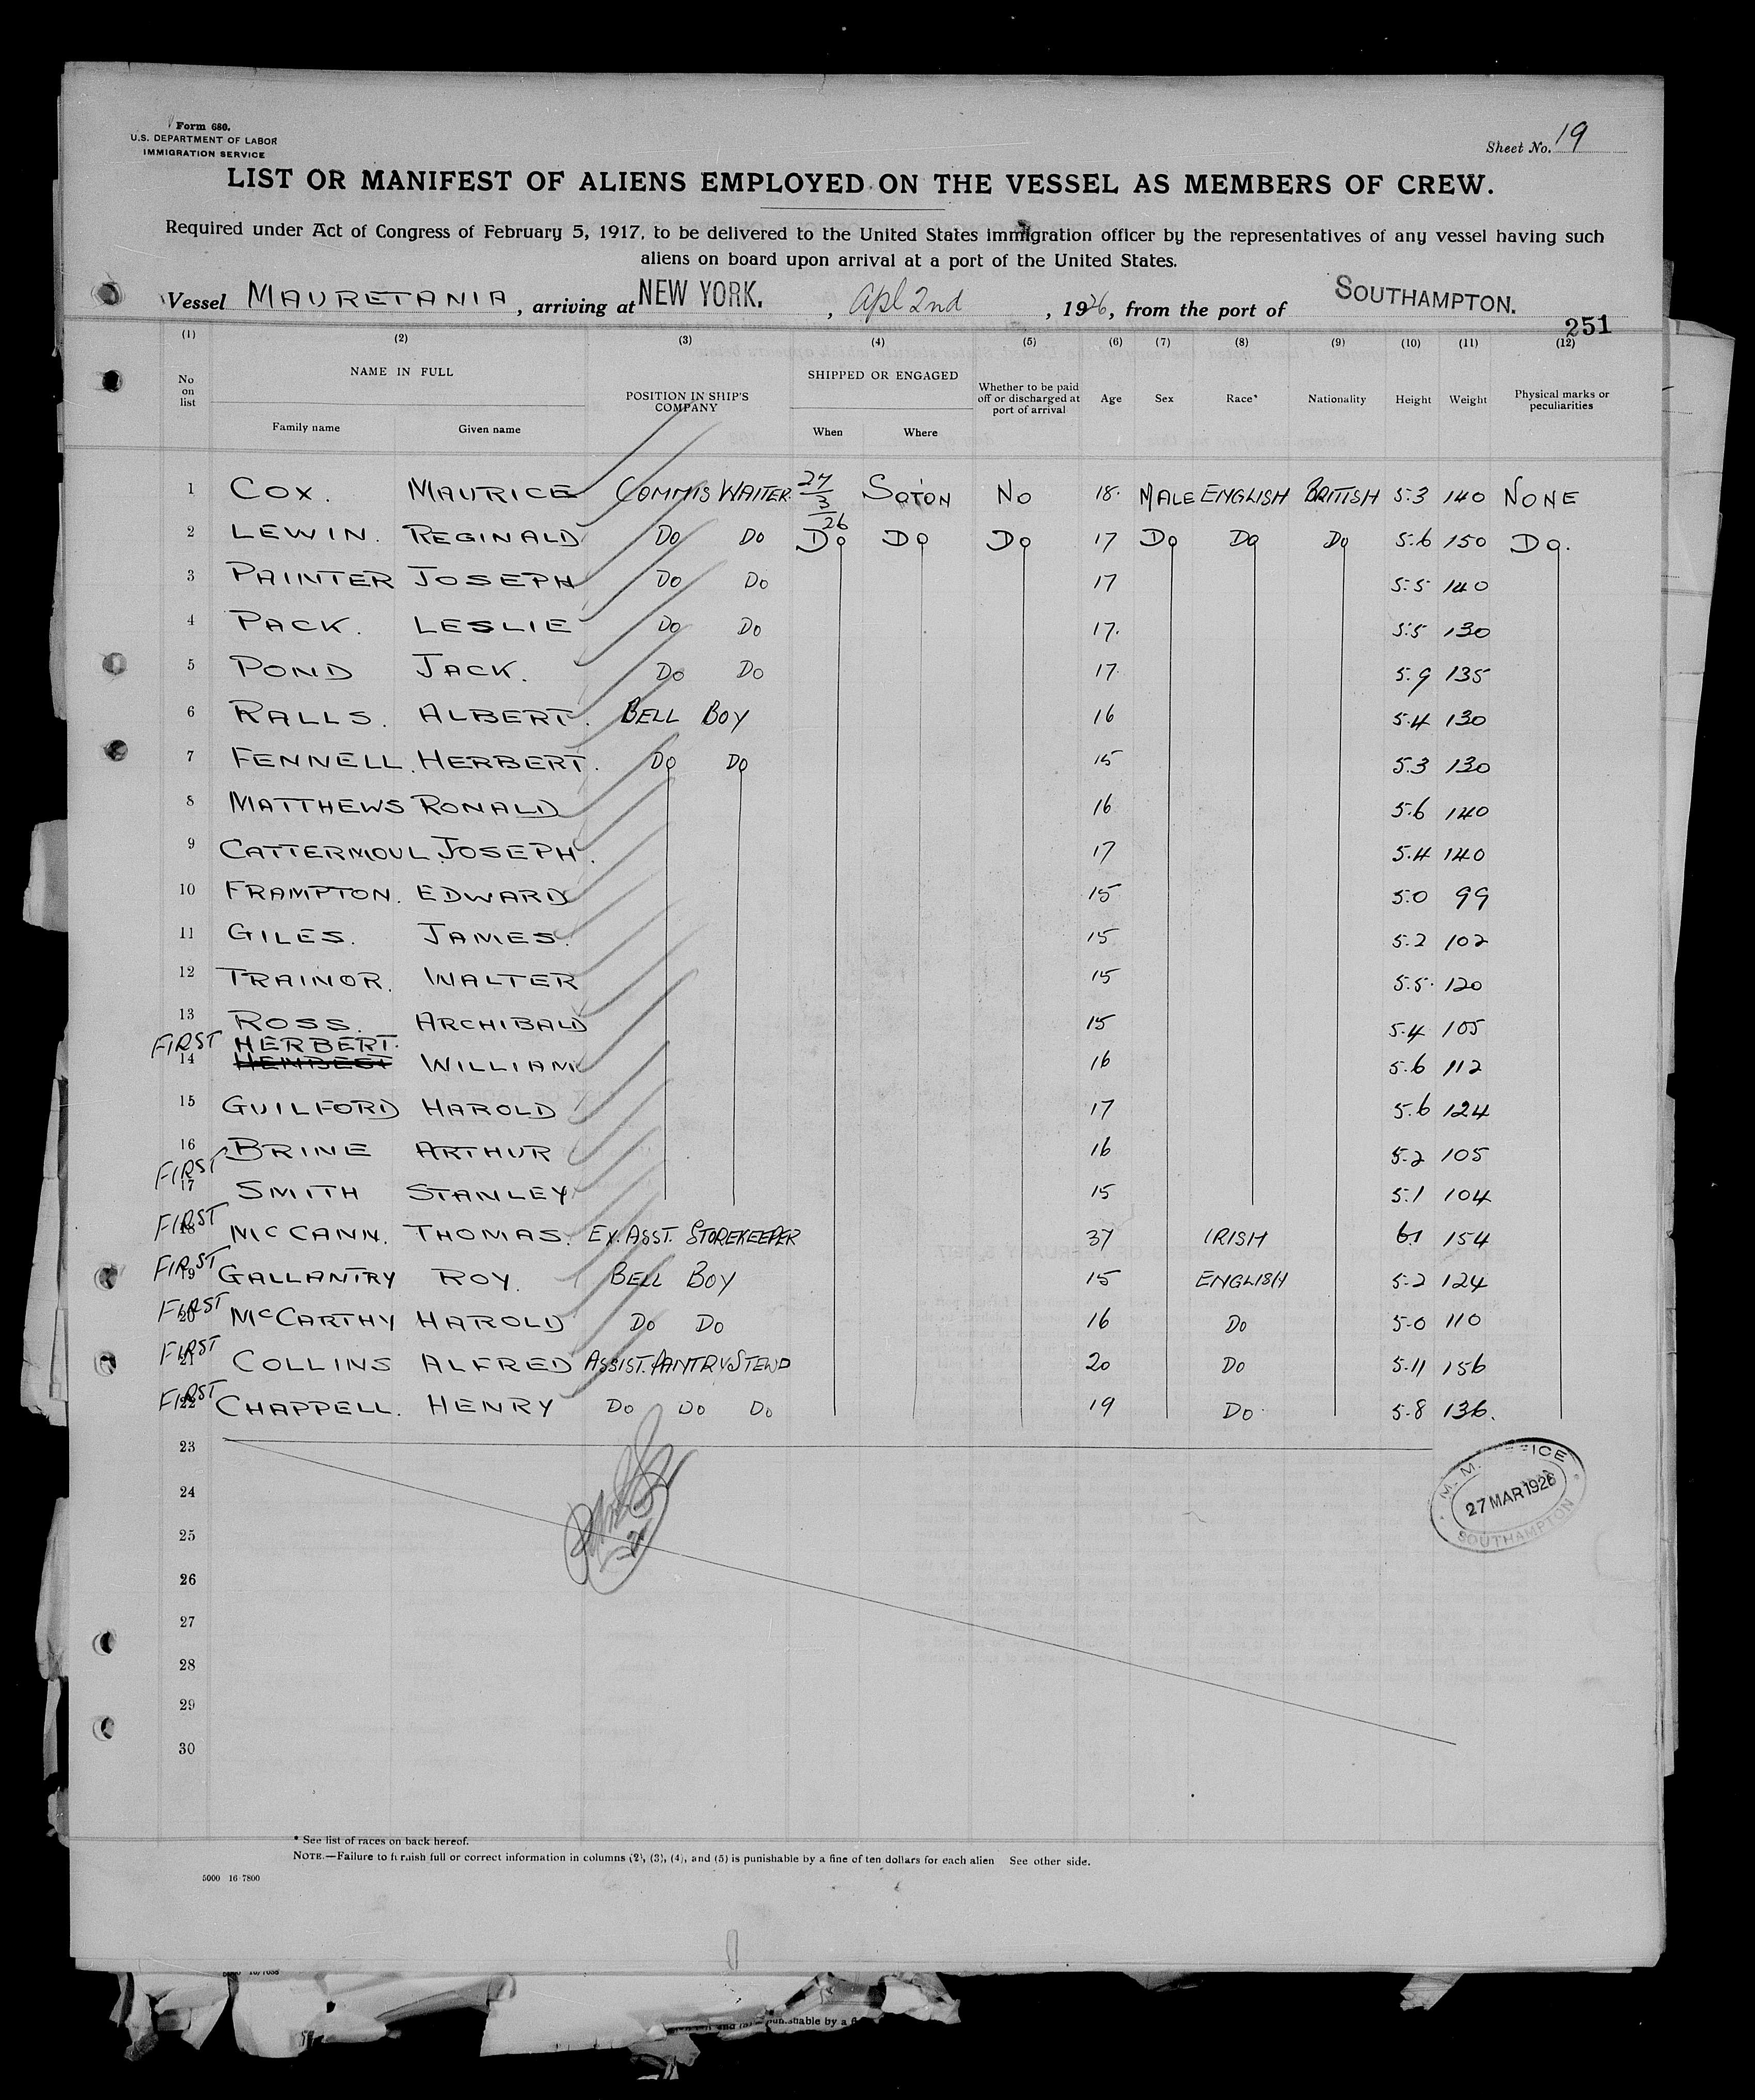 Form 680.
U.S. DEPARTMENT OF LABOR
IMMIGRATION SERVICE
Sheet No. 19
LIST OR MANIFEST OF ALIENS EMPLOYED ON THE VESSEL AS MEMBERS OF CREW.
Required under Act of Congress of February 5, 1917, to be delivered to the United States immigration officer by the representatives of any vessel having such
aliens on board upon arrival at a port of the United States.
Vessel MAURETANIA, arriving at NEW YORK., Apl 2nd, 1926, from the port of SOUTHAMPTON.
251
(1) (2) (3) (4) (5) (6) (7) (8) (9) (10) (11) (12)
No on list NAME IN FULL Family name Given name POSITION IN SHIP'S COMPANY SHIPPED OR ENGAGED When Where Whether to be paid off or discharged at port of arrival Age Sex Race* Nationality Height Weight Physical marks or peculiarities
1 COX. MAURICE COMMIS WAITER 27/3/26 SOTON NO 18. MALE ENGLISH BRITISH 5.3 140 NONE
2 LEWIN. REGINALD DO DO DO DO DO 17 DO DO DO 5.6 150 DO.
3 PAINTER JOSEPH DO DO 17 5.5 140
4 PACK. LESLIE DO DO 17. 5.5 130
5 POND JACK. DO DO 17. 5.9 135
6 RALLS. ALBERT. BELL BOY 16 5.4 130
7 FENNELL. HERBERT. DO DO 15 5.3 130
8 MATTHEWS RONALD 16 5.6 140
9 CATTERMOUL JOSEPH. 17 5.4 140
10 FRAMPTON. EDWARD 15 5.0 99
11 GILES. JAMES. 15 5.2 102
12 TRAINOR. WALTER 15 5.5. 120
13 ROSS. ARCHIBALD 15 5.4 105
FIRST HERBERT.
14 WILLIAM 16 5.6 112
15 GUILFORD HAROLD 17 5.6 124
16 BRINE ARTHUR 16 5.2 105
FIRST 17 SMITH STANLEY 15 5.1 104
FIRST 18 MCCANN. THOMAS. EX. ASST. STOREKEEPER 37 IRISH 6.1 154
FIRST 19 GALLANTRY ROY. BELL BOY 15 ENGLISH 5.2 124
FIRST 20 MCCARTHY HAROLD DO DO 16 DO 5.0 110
FIRST 21 COLLINS ALFRED ASSIST. PANTRY STEWD 20 DO 5.11 156
FIRST 22 CHAPPELL. HENRY DO DO DO 19 DO. 5.8 136.
23
24
25
26
27
28
29
30
M.M. OFFICE
27 MAR 1926
SOUTHAMPTON
* See list of races on back hereof.
NOTE.—Failure to furnish full or correct information in columns (2), (3), (4), and (5) is punishable by a fine of ten dollars for each alien See other side.
5000 16 7800